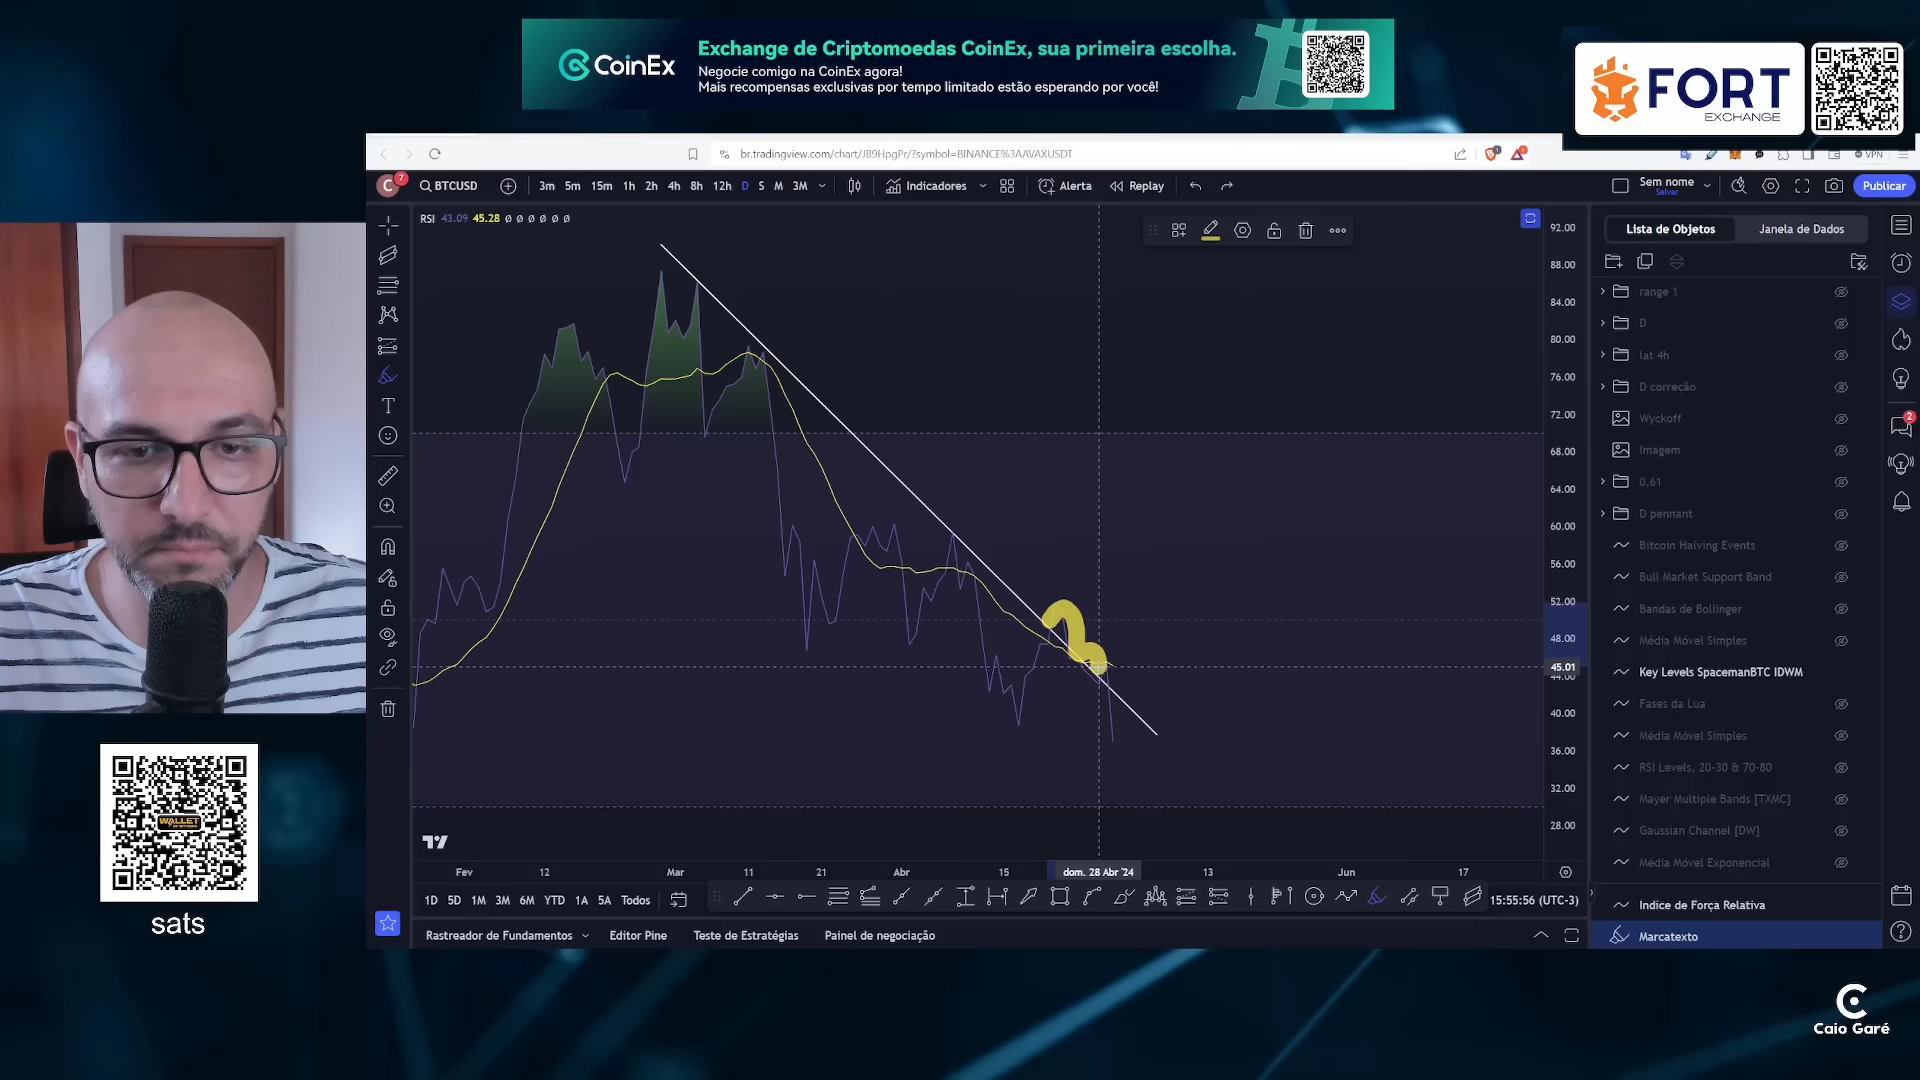 CoinEx
Exchange de Criptomoedas CoinEx, sua primeira escolha.
Negocie comigo na CoinEx agora!
Mais recompensas exclusivas por tempo limitado estão esperando por você!
FORT
EXCHANGE
br.tradingview.com/chart/JB9HpgPr/?symbol=BINANCE%3AAVAXUSDT
VPN
C 7
BTCUSD
3m 5m 15m 1h 2h 4h 8h 12h D S M 3M
Indicadores
Alerta
Replay
Sem nome
Salvar
Publicar
RSI 43.09 45.28 Ø Ø Ø Ø Ø Ø
92.00
88.00
84.00
80.00
76.00
72.00
68.00
64.00
60.00
56.00
52.00
48.00
45.01
44.00
40.00
36.00
32.00
28.00
Lista de Objetos
Janela de Dados
range 1
D
lat 4h
D correção
Wyckoff
Imagem
0,61
D pennant
Bitcoin Halving Events
Bull Market Support Band
Bandas de Bollinger
Média Móvel Simples
Key Levels SpacemanBTC IDWM
Fases da Lua
Média Móvel Simples
RSI Levels, 20-30 & 70-80
Mayer Multiple Bands [TXMC]
Gaussian Channel [DW]
Média Móvel Exponencial
Indice de Força Relativa
Marcatexto
2
Fev 12 Mar 11 21 Abr 15 dom. 28 Abr '24 13 Jun 17
1D 5D 1M 3M 6M YTD 1A 5A Todos
15:55:56 (UTC-3)
Rastreador de Fundamentos
Editor Pine
Teste de Estratégias
Painel de negociação
WALLET
sats
Caio Garé